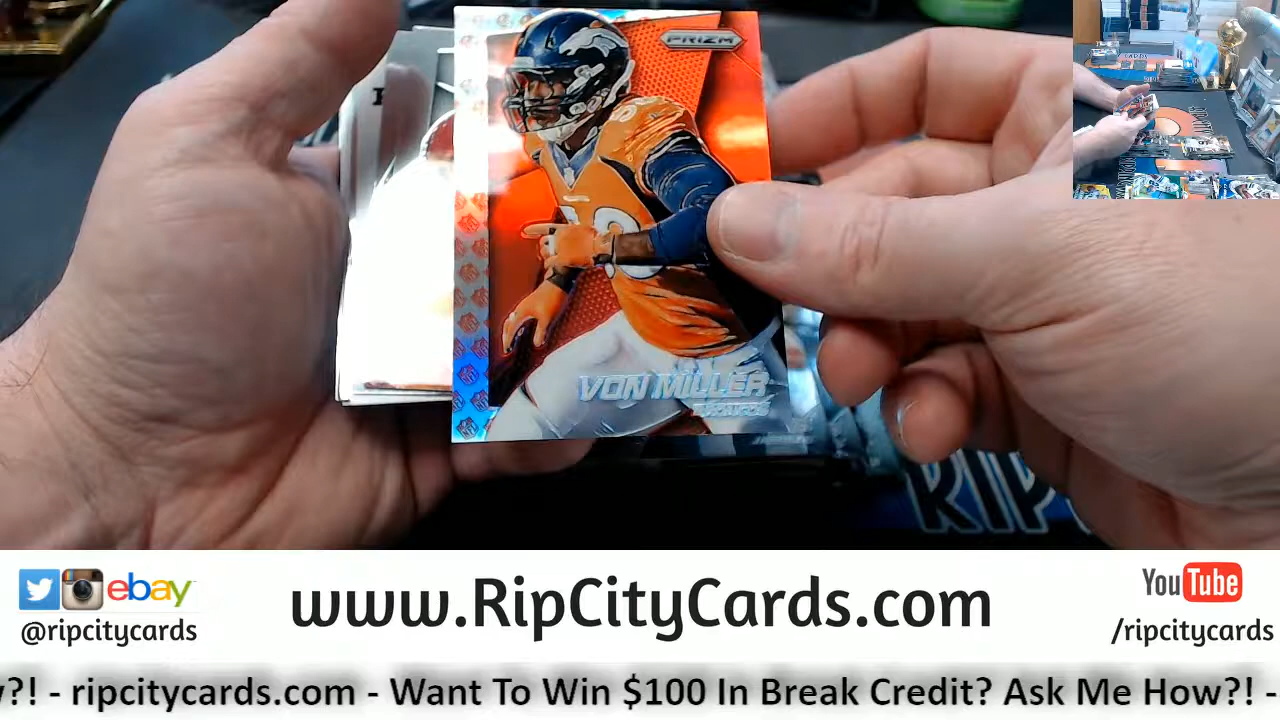 PRIZM
VON MILLER
RIP
ebay
@ripcitycards
www.RipCityCards.com
YouTube
/ripcitycards
?! - ripcitycards.com - Want To Win $100 In Break Credit? Ask Me How?! -